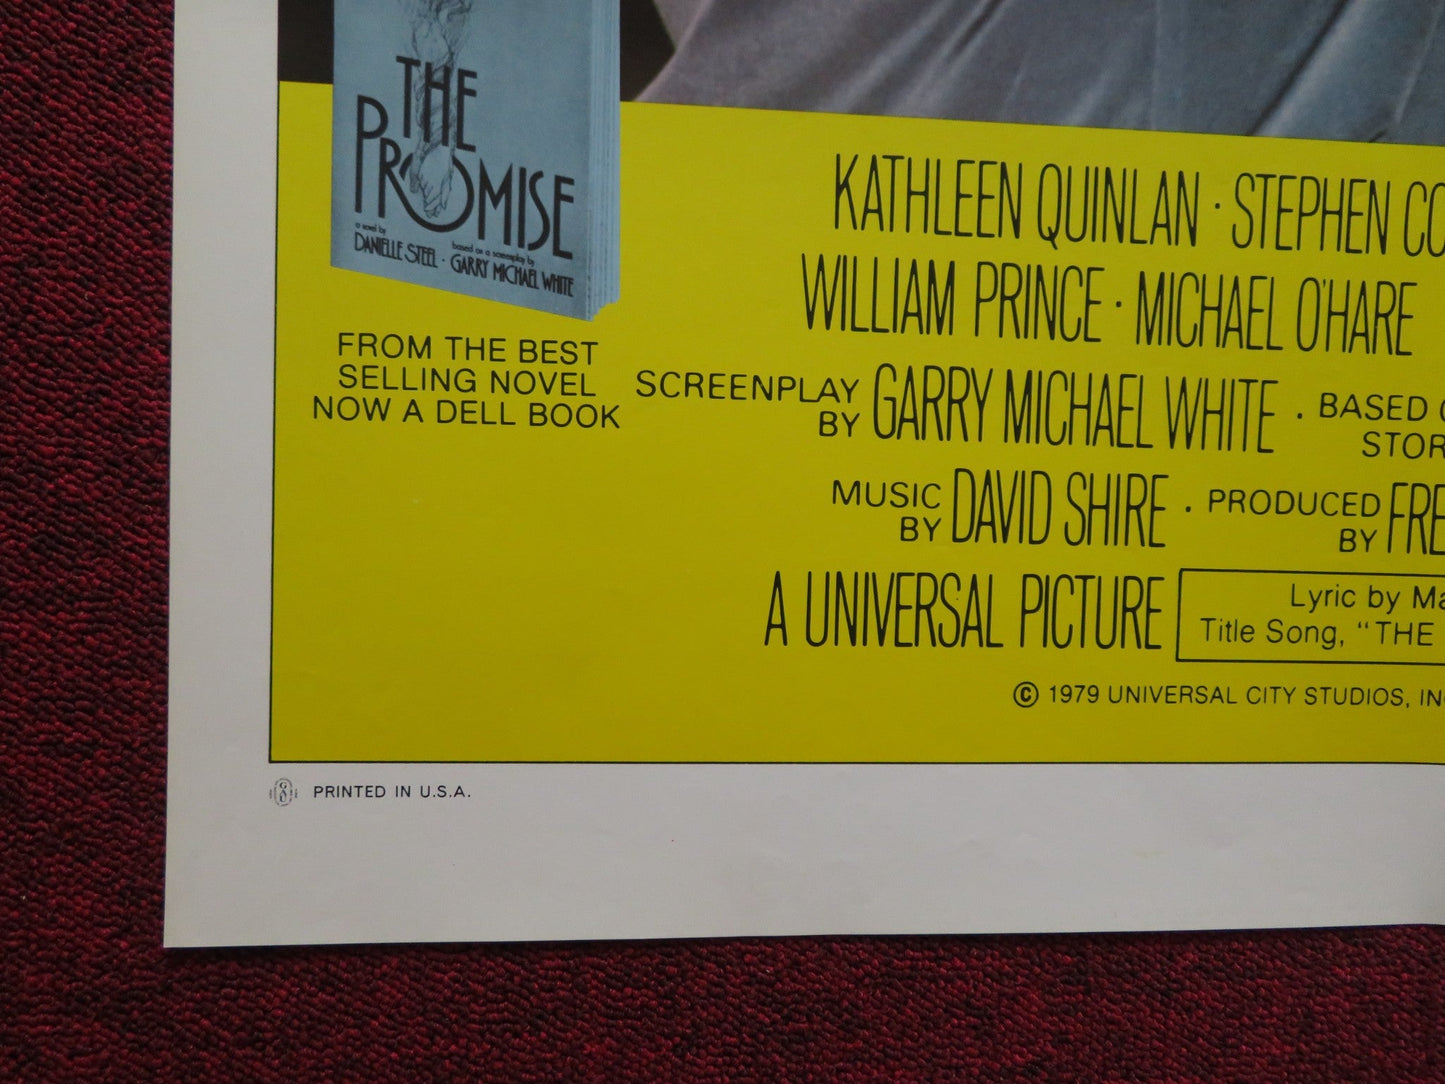 THE
PROMISE
a novel by
DANIELLE STEEL · based on a screenplay by
GARRY MICHAEL WHITE
FROM THE BEST
SELLING NOVEL
NOW A DELL BOOK
KATHLEEN QUINLAN · STEPHEN CO
WILLIAM PRINCE · MICHAEL O'HARE
SCREENPLAY BY GARRY MICHAEL WHITE · BASED
STOR
MUSIC BY DAVID SHIRE · PRODUCED BY FRE
A UNIVERSAL PICTURE
Lyric by Ma
Title Song, "THE
© 1979 UNIVERSAL CITY STUDIOS, IN
PRINTED IN U.S.A.